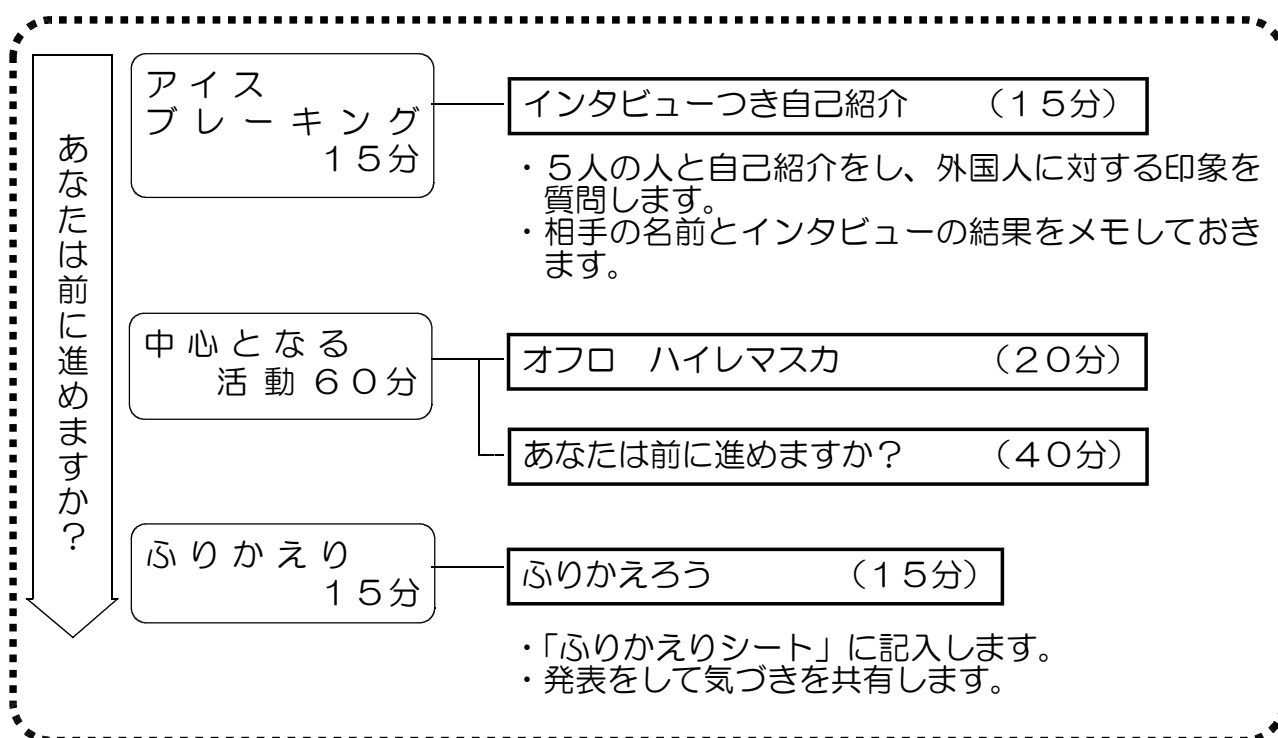 あなたは前に進めますか？
アイス
ブレーキング
１５分
インタビューつき自己紹介　　（１５分）
・５人の人と自己紹介をし、外国人に対する印象を
質問します。
・相手の名前とインタビューの結果をメモしておき
ます。
中心となる
活動６０分
オフロ　ハイレマスカ　　（２０分）
あなたは前に進めますか？　　（４０分）
ふりかえり
１５分
ふりかえろう　　（１５分）
・「ふりかえりシート」に記入します。
・発表をして気づきを共有します。